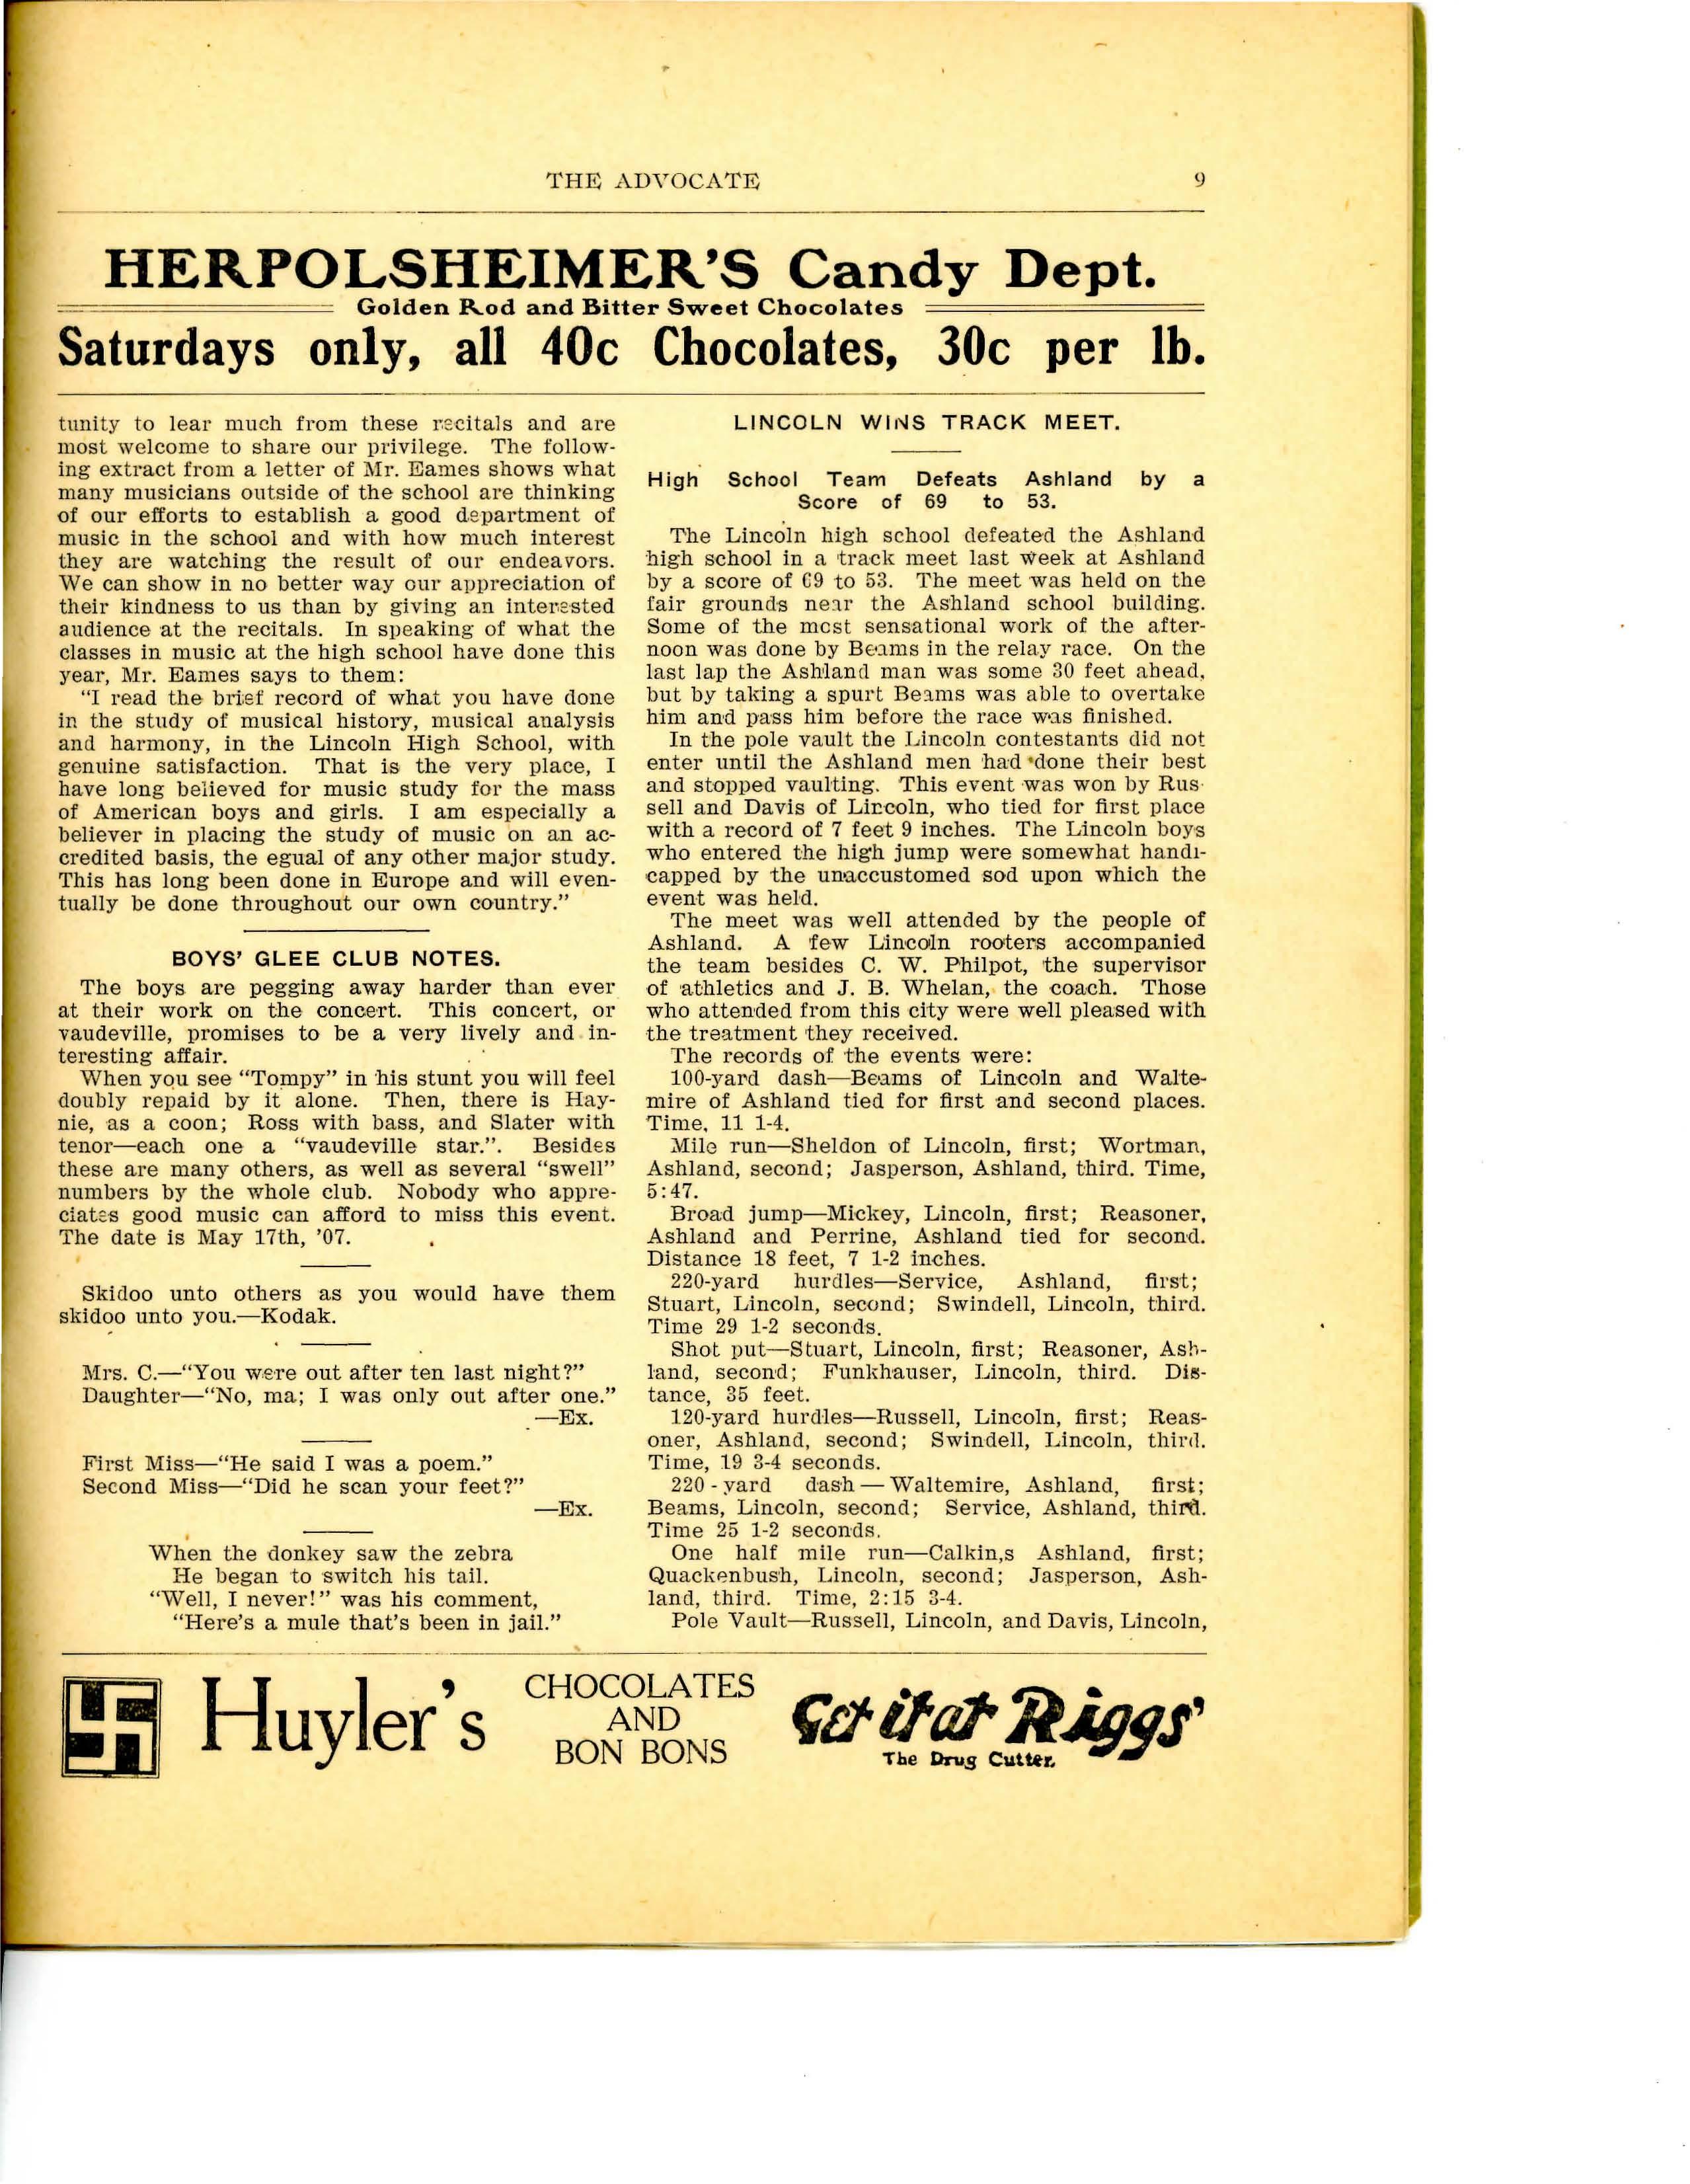 THE ADVOCATE 9
HERPOLSHEIMER'S Candy Dept.
Golden Rod and Bitter Sweet Chocolates
Saturdays only, all 40c Chocolates, 30c per lb.
tunity to lear much from these recitals and are
most welcome to share our privilege. The follow-
ing extract from a letter of Mr. Eames shows what
many musicians outside of the school are thinking
of our efforts to establish a good department of
music in the school and with how much interest
they are watching the result of our endeavors.
We can show in no better way our appreciation of
their kindness to us than by giving an interested
audience at the recitals. In speaking of what the
classes in music at the high school have done this
year, Mr. Eames says to them:
"I read the brief record of what you have done
in the study of musical history, musical analysis
and harmony, in the Lincoln High School, with
genuine satisfaction. That is the very place, I
have long believed for music study for the mass
of American boys and girls. I am especially a
believer in placing the study of music on an ac-
credited basis, the egual of any other major study.
This has long been done in Europe and will even-
tually be done throughout our own country."
BOYS' GLEE CLUB NOTES.
The boys are pegging away harder than ever
at their work on the concert. This concert, or
vaudeville, promises to be a very lively and in-
teresting affair.
When you see "Tompy" in his stunt you will feel
doubly repaid by it alone. Then, there is Hay-
nie, as a coon; Ross with bass, and Slater with
tenor—each one a "vaudeville star.". Besides
these are many others, as well as several "swell"
numbers by the whole club. Nobody who appre-
ciates good music can afford to miss this event.
The date is May 17th, '07.
Skidoo unto others as you would have them
skidoo unto you.—Kodak.
Mrs. C.—"You were out after ten last night?"
Daughter—"No, ma; I was only out after one."
—Ex.
First Miss—"He said I was a poem."
Second Miss—"Did he scan your feet?"
—Ex.
When the donkey saw the zebra
He began to switch his tail.
"Well, I never!" was his comment,
"Here's a mule that's been in jail."
LINCOLN WINS TRACK MEET.
High School Team Defeats Ashland by a
Score of 69 to 53.
The Lincoln high school defeated the Ashland
high school in a track meet last week at Ashland
by a score of 69 to 53. The meet was held on the
fair grounds near the Ashland school building.
Some of the most sensational work of the after-
noon was done by Beams in the relay race. On the
last lap the Ashland man was some 30 feet ahead,
but by taking a spurt Beams was able to overtake
him and pass him before the race was finished.
In the pole vault the Lincoln contestants did not
enter until the Ashland men had done their best
and stopped vaulting. This event was won by Rus-
sell and Davis of Lincoln, who tied for first place
with a record of 7 feet 9 inches. The Lincoln boys
who entered the high jump were somewhat handi-
capped by the unaccustomed sod upon which the
event was held.
The meet was well attended by the people of
Ashland. A few Lincoln rooters accompanied
the team besides C. W. Philpot, the supervisor
of athletics and J. B. Whelan, the coach. Those
who attended from this city were well pleased with
the treatment they received.
The records of the events were:
100-yard dash—Beams of Lincoln and Walte-
mire of Ashland tied for first and second places.
Time, 11 1-4.
Mile run—Sheldon of Lincoln, first; Wortman,
Ashland, second; Jasperson, Ashland, third. Time,
5:47.
Broad jump—Mickey, Lincoln, first; Reasoner,
Ashland and Perrine, Ashland tied for second.
Distance 18 feet, 7 1-2 inches.
220-yard hurdles—Service, Ashland, first;
Stuart, Lincoln, second; Swindell, Lincoln, third.
Time 29 1-2 seconds.
Shot put—Stuart, Lincoln, first; Reasoner, Ash-
land, second; Funkhauser, Lincoln, third. Dis-
tance, 35 feet.
120-yard hurdles—Russell, Lincoln, first; Reas-
oner, Ashland, second; Swindell, Lincoln, third.
Time, 19 3-4 seconds.
220-yard dash—Waltemire, Ashland, first;
Beams, Lincoln, second; Service, Ashland, third.
Time 25 1-2 seconds.
One half mile run—Calkin,s Ashland, first;
Quackenbush, Lincoln, second; Jasperson, Ash-
land, third. Time, 2:15 3-4.
Pole Vault—Russell, Lincoln, and Davis, Lincoln,
Huyler's
CHOCOLATES
AND
BON BONS
Get it at Riggs'
The Drug Cutter.